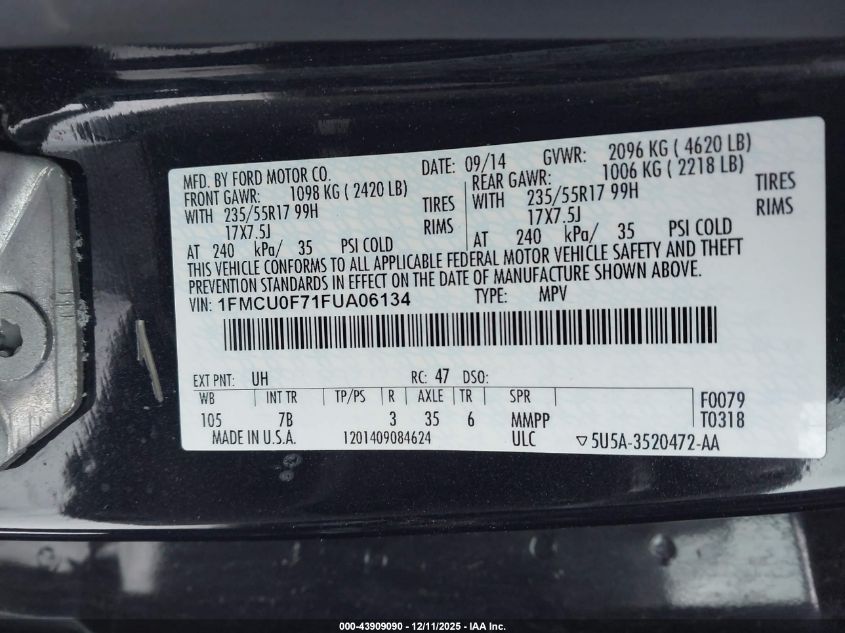 MFD. BY FORD MOTOR CO. DATE: 09/14 GVWR: 2096 KG ( 4620 LB)
FRONT GAWR: 1098 KG ( 2420 LB) REAR GAWR: 1006 KG ( 2218 LB)
WITH 235/55R17 99H TIRES WITH 235/55R17 99H TIRES
17X7.5J RIMS 17X7.5J RIMS
AT 240 kPa/ 35 PSI COLD AT 240 kPa/ 35 PSI COLD
THIS VEHICLE CONFORMS TO ALL APPLICABLE FEDERAL MOTOR VEHICLE SAFETY AND THEFT
PREVENTION STANDARDS IN EFFECT ON THE DATE OF MANUFACTURE SHOWN ABOVE.
VIN: 1FMCU0F71FUA06134 TYPE: MPV
EXT PNT: UH RC: 47 DSO:
WB INT TR TP/PS R AXLE TR SPR F0079
105 7B 3 35 6 MMPP T0318
MADE IN U.S.A. 1201409084624 ULC ▽5U5A-3520472-AA
000-43909090 - 12/11/2025 - IAA Inc.